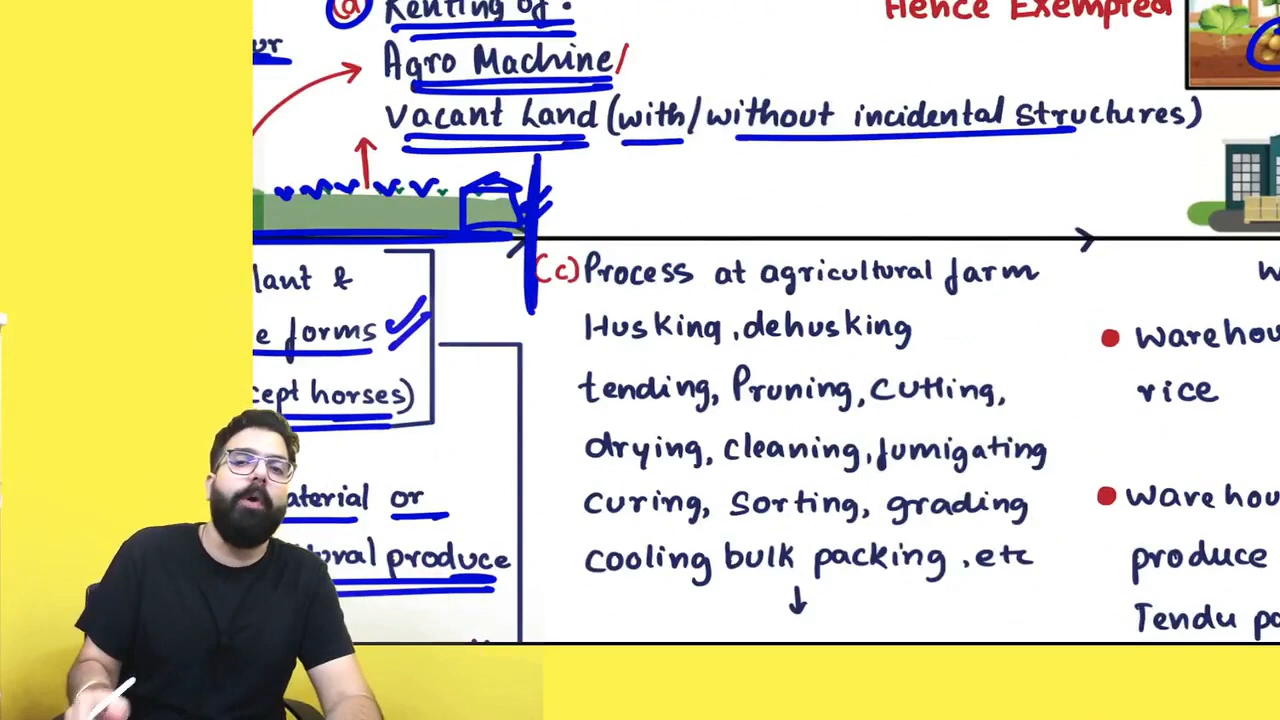 (a) Renting of :
Hence Exempted
Agro Machine/
Vacant Land (with/without incidental Structures)
lant &
e forms
cept horses)
aterial or
produce
(c) Process at agricultural farm
Husking, dehusking
tending, Pruning, Cutting,
drying, cleaning, fumigating
curing, Sorting, grading
cooling bulk packing, etc
↓
warehou
rice
warehou
produce
Tendu